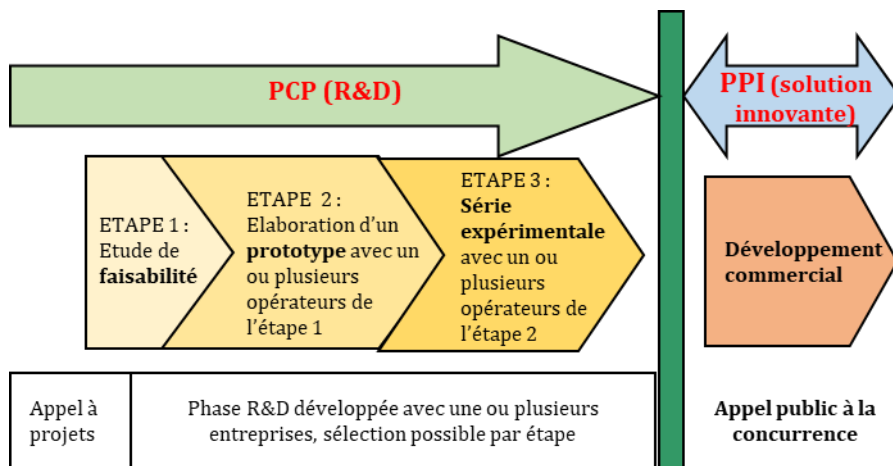 PCP (R&D)
PPI (solution
innovante)
ETAPE 1 :
Etude de
faisabilité
ETAPE  2 :
Elaboration d’un
prototype avec un
ou plusieurs
opérateurs de
l’étape 1
ETAPE 3 :
Série
expérimentale
avec un ou
plusieurs
opérateurs de
l’étape 2
Développement
commercial
Appel à
projets
Phase R&D développée avec une ou plusieurs
entreprises, sélection possible par étape
Appel public à la
concurrence